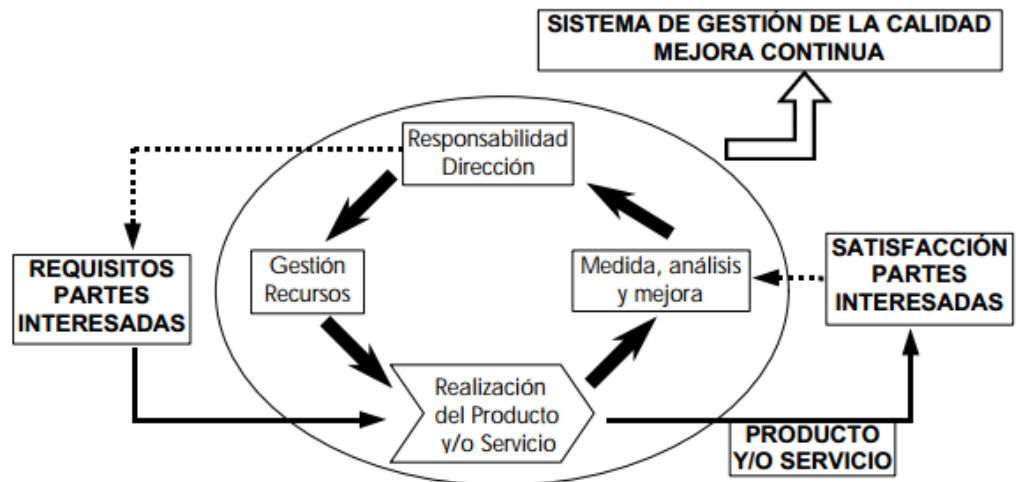 SISTEMA DE GESTIÓN DE LA CALIDAD
MEJORA CONTINUA
Responsabilidad
Dirección
REQUISITOS
PARTES
INTERESADAS
Gestión
Recursos
Medida, análisis
y mejora
SATISFACCIÓN
PARTES
INTERESADAS
Realización
del Producto
y/o Servicio
PRODUCTO
Y/O SERVICIO